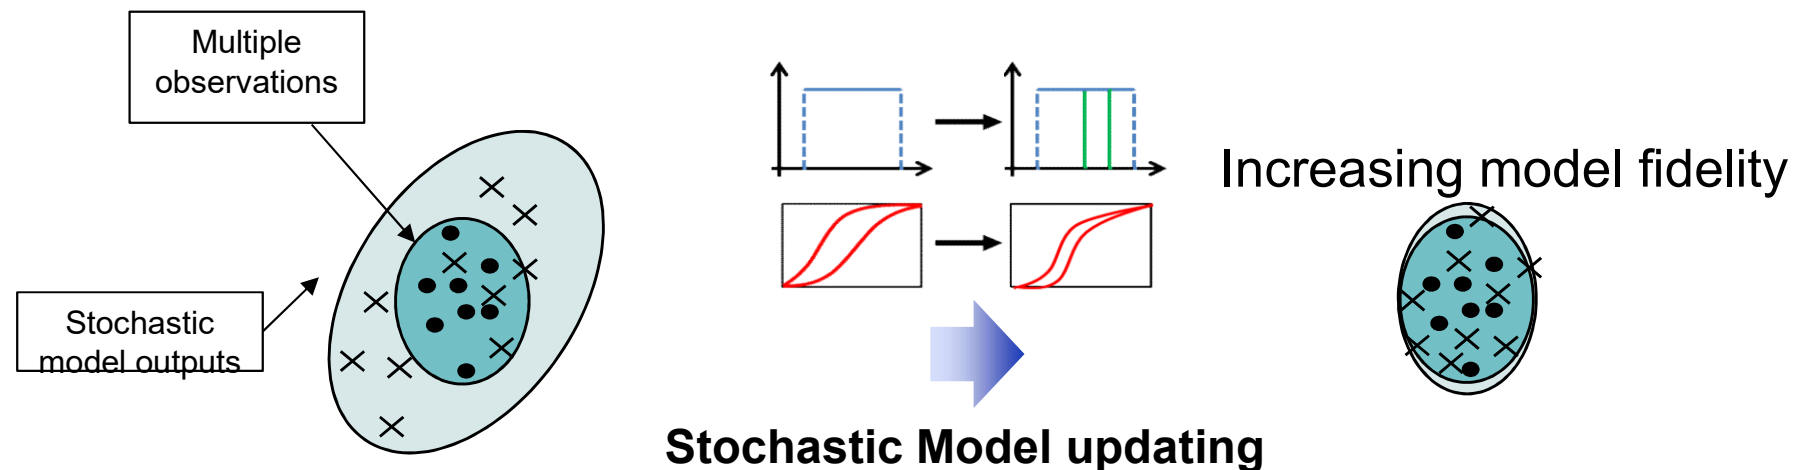 Multiple
observations
Stochastic
model outputs
Increasing model fidelity
Stochastic Model updating